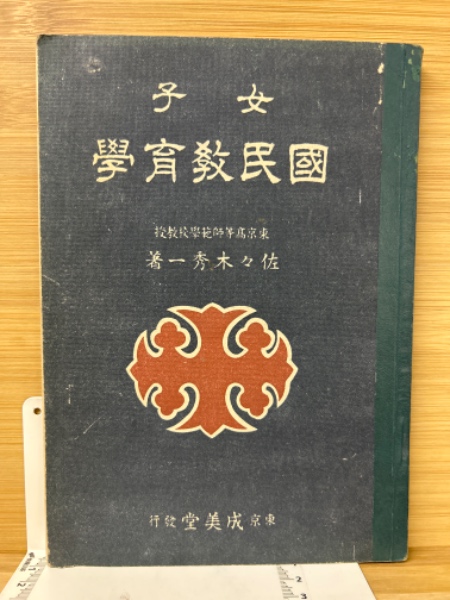 女子
國民教育學
東京高等師範學校教授
佐々木秀一著
東京 成美堂 發行